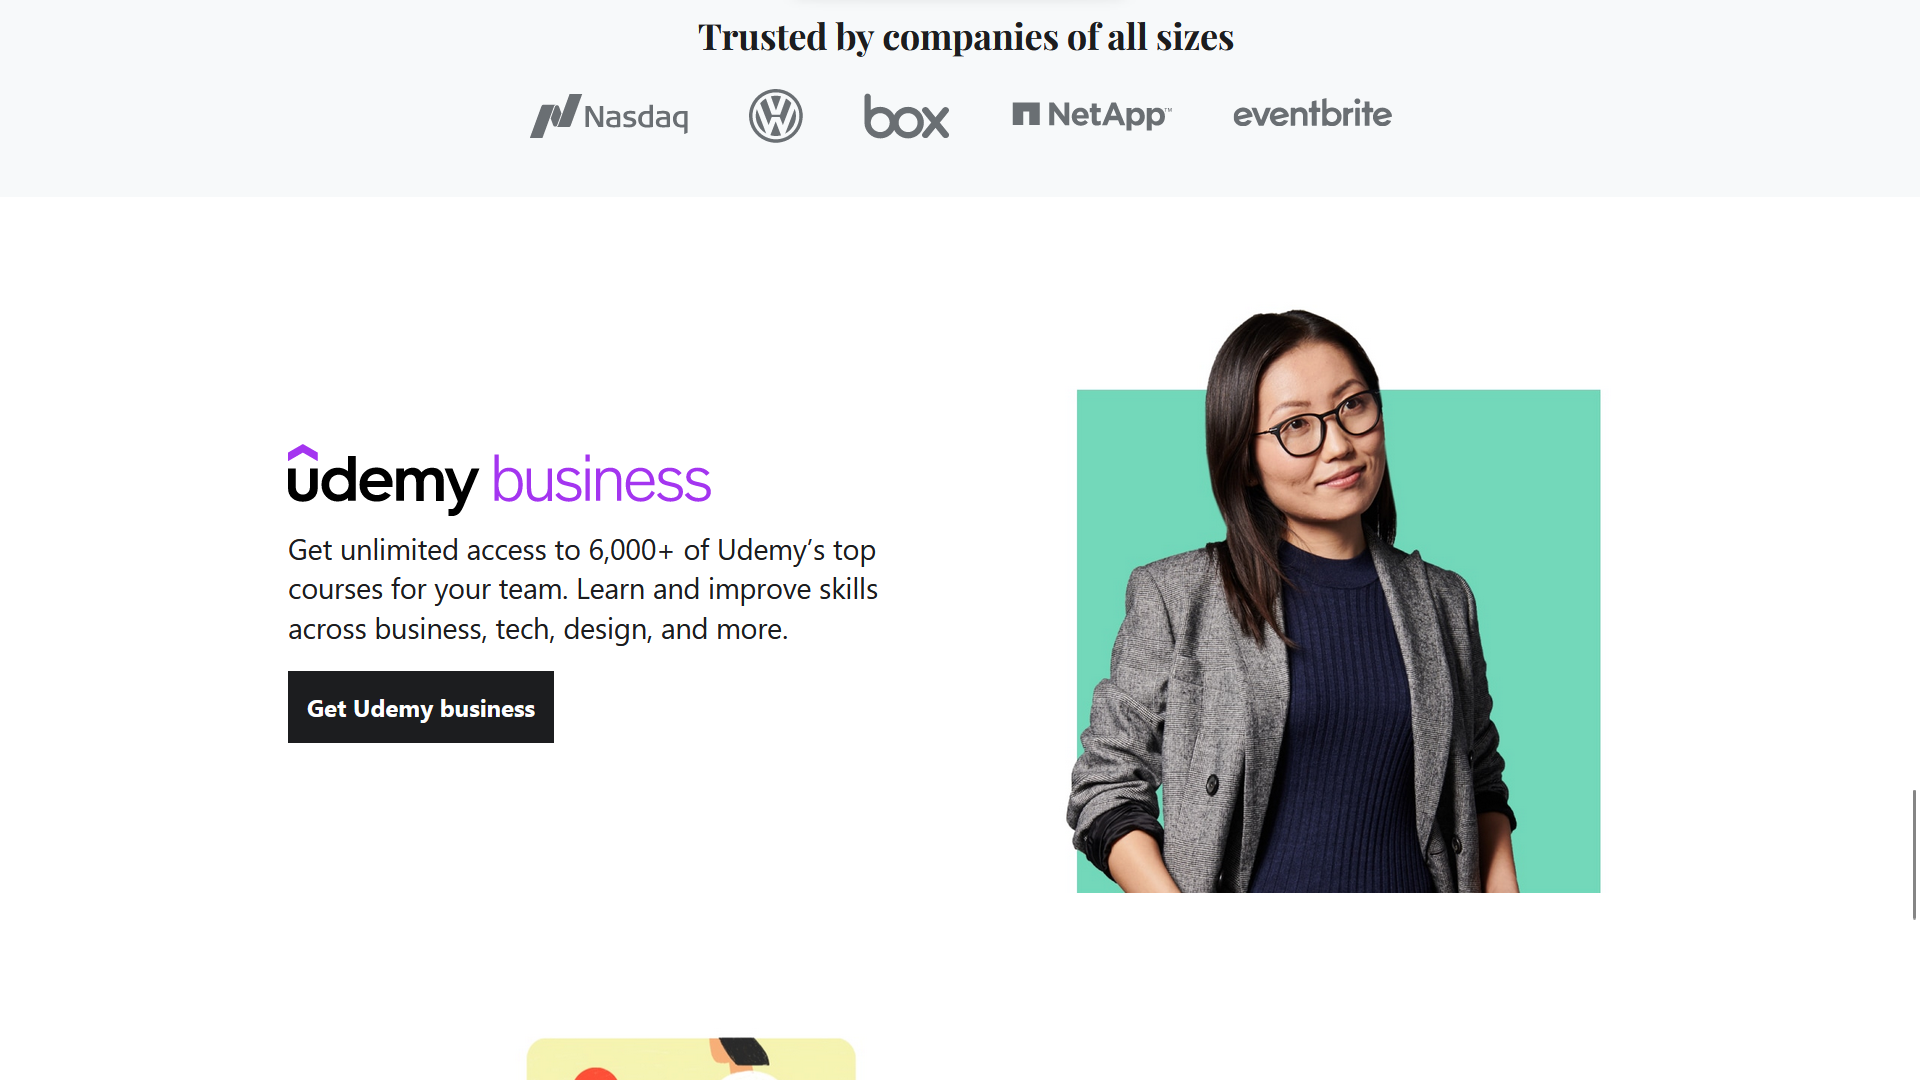 Trusted by companies of all sizes
Nasdaq
box
NetApp™
eventbrite
ûdemy business
Get unlimited access to 6,000+ of Udemy’s top
courses for your team. Learn and improve skills
across business, tech, design, and more.
Get Udemy business